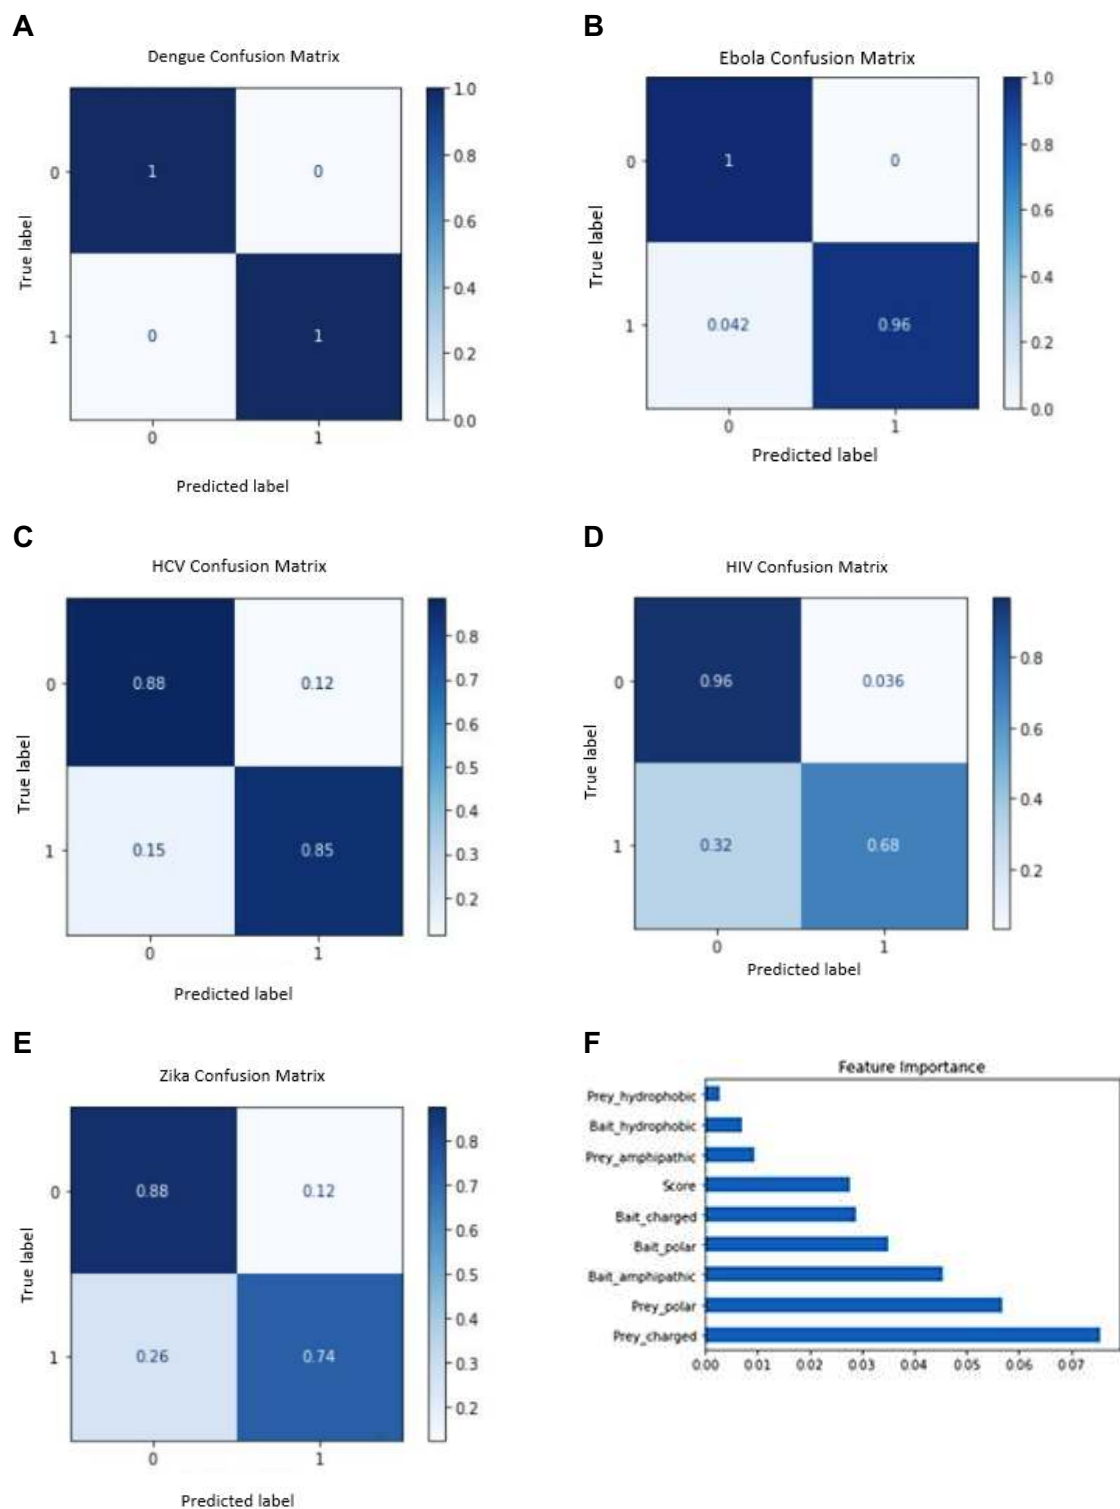 A
Dengue Confusion Matrix
1.0
0.8
0.6
0.4
0.2
0.0
True label
0
1
1
0
0
1
0
1
Predicted label
B
Ebola Confusion Matrix
1.0
0.8
0.6
0.4
0.2
0.0
True label
0
1
1
0
0.042
0.96
0
1
Predicted label
C
HCV Confusion Matrix
0.8
0.7
0.6
0.5
0.4
0.3
0.2
True label
0
1
0.88
0.12
0.15
0.85
0
1
Predicted label
D
HIV Confusion Matrix
0.8
0.6
0.4
0.2
True label
0
1
0.96
0.036
0.32
0.68
0
1
Predicted label
E
Zika Confusion Matrix
0.8
0.7
0.6
0.5
0.4
0.3
0.2
True label
0
1
0.88
0.12
0.26
0.74
0
1
Predicted label
F
Feature Importance
Prey_hydrophobic
Bait_hydrophobic
Prey_amphipathic
Score
Bait_charged
Bait_polar
Bait_amphipathic
Prey_polar
Prey_charged
0.00 0.01 0.02 0.03 0.04 0.05 0.06 0.07